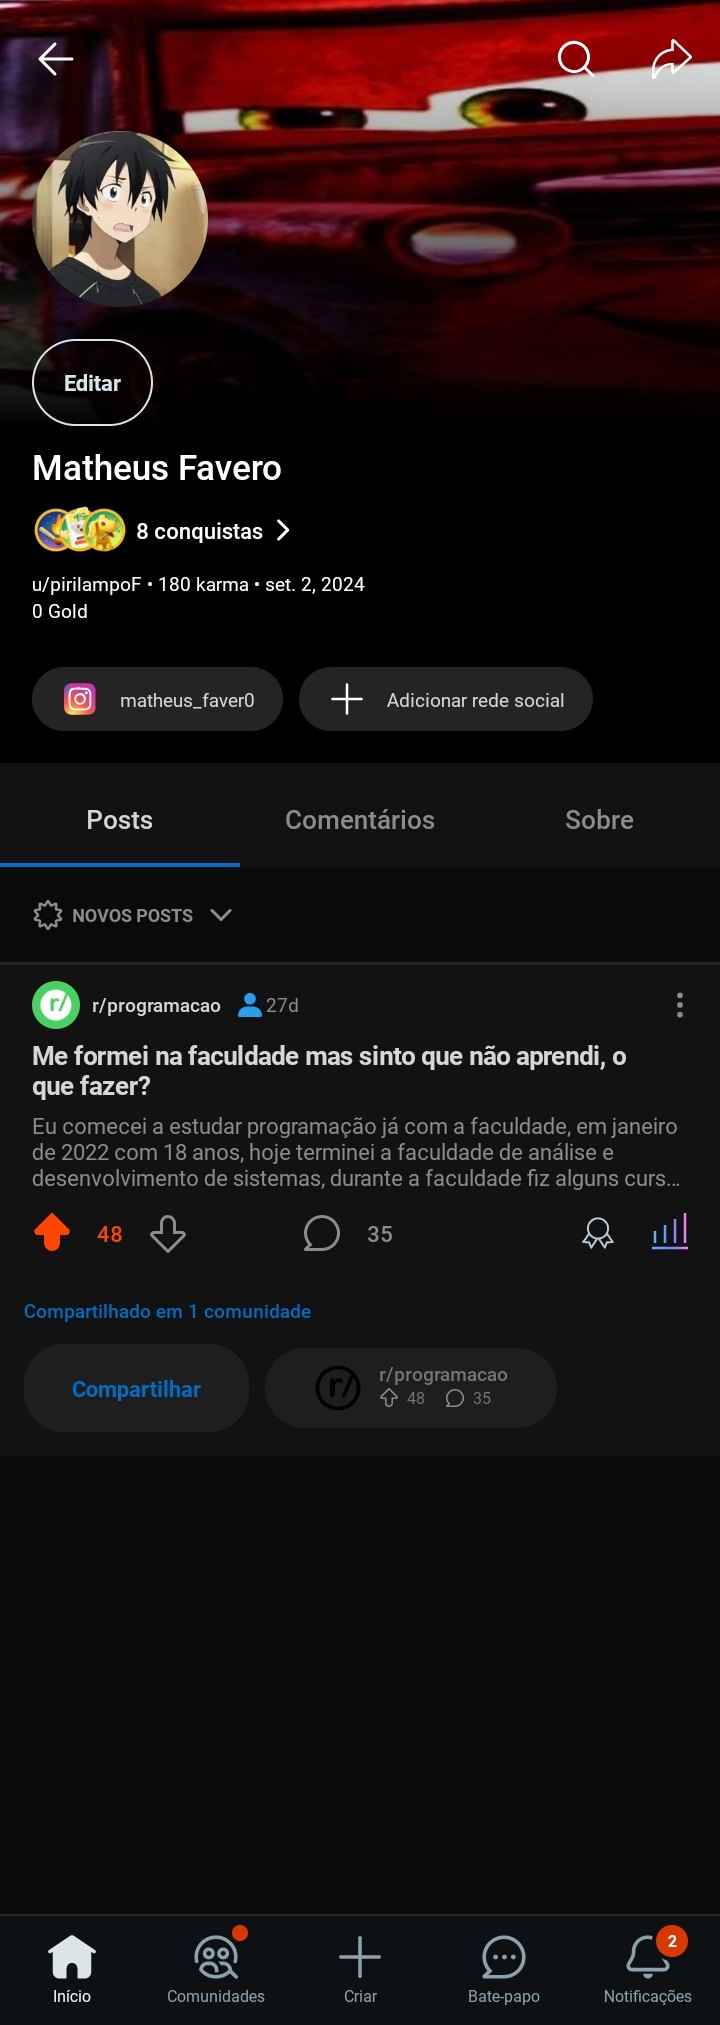 Editar
Matheus Favero
8 conquistas
u/pirilampoF • 180 karma • set. 2, 2024
0 Gold
matheus_faver0
Adicionar rede social
Posts
Comentários
Sobre
NOVOS POSTS
r/programacao 27d
Me formei na faculdade mas sinto que não aprendi, o
que fazer?
Eu comecei a estudar programação já com a faculdade, em janeiro
de 2022 com 18 anos, hoje terminei a faculdade de análise e
desenvolvimento de sistemas, durante a faculdade fiz alguns curs...
48
35
Compartilhado em 1 comunidade
Compartilhar
r/
r/programacao
48 35
2
Início
Comunidades
Criar
Bate-papo
Notificações